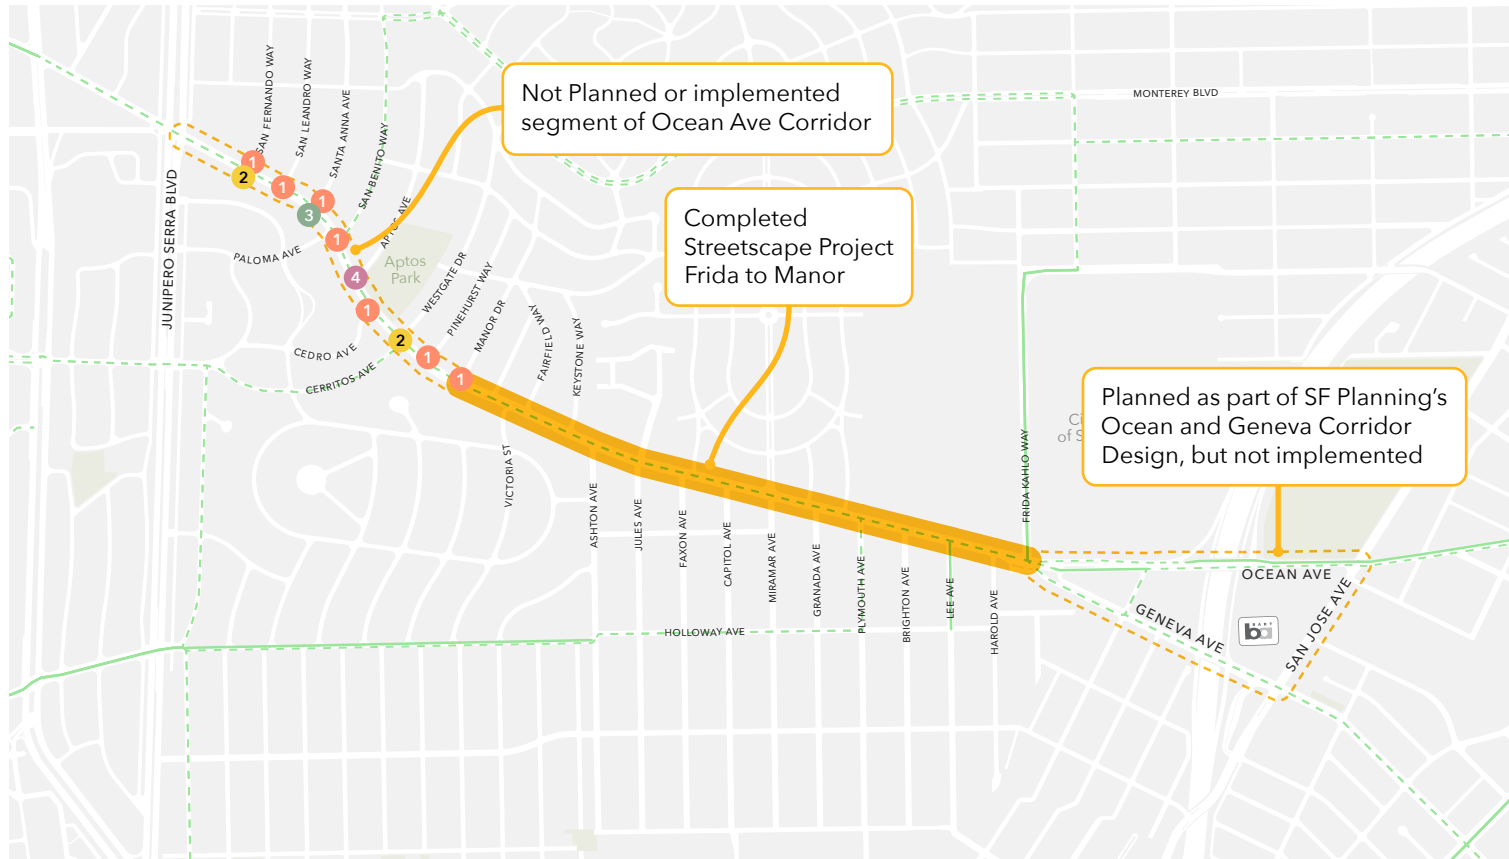 Not Planned or implemented
segment of Ocean Ave Corridor
MONTEREY BLVD
SAN FERNANDO WAY
SAN LEANDRO WAY
SANTA ANNA AVE
SAN BENITO WAY
APTOS AVE
1
2
1
1
3
1
4
1
2
1
1
JUNIPERO SERRA BLVD
PALOMA AVE
Aptos
Park
WESTGATE DR
PINEHURST WAY
MANOR DR
FAIRFIELD WAY
KEYSTONE WAY
CEDRO AVE
CERRITOS AVE
Completed
Streetscape Project
Frida to Manor
Planned as part of SF Planning's
Ocean and Geneva Corridor
Design, but not implemented
Ci
of S
FRIDA KAHLO WAY
VICTORIA ST
ASHTON AVE
JULES AVE
FAXON AVE
CAPITOL AVE
MIRAMAR AVE
GRANADA AVE
PLYMOUTH AVE
BRIGHTON AVE
LEE AVE
HAROLD AVE
HOLLOWAY AVE
OCEAN AVE
GENEVA AVE
SAN JOSE AVE
BART
ba